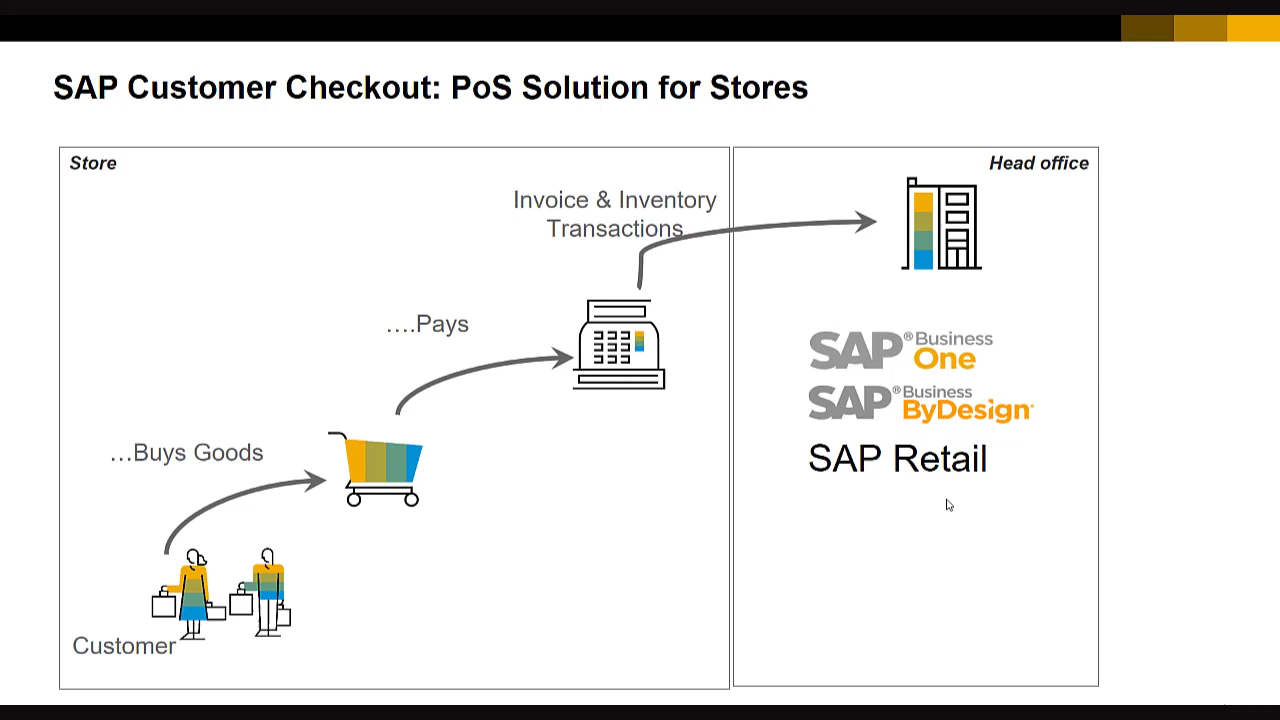 SAP Customer Checkout: PoS Solution for Stores
Store
Head office
Invoice & Inventory
Transactions
….Pays
SAP® Business
One
SAP® Business
ByDesign®
…Buys Goods
SAP Retail
Customer